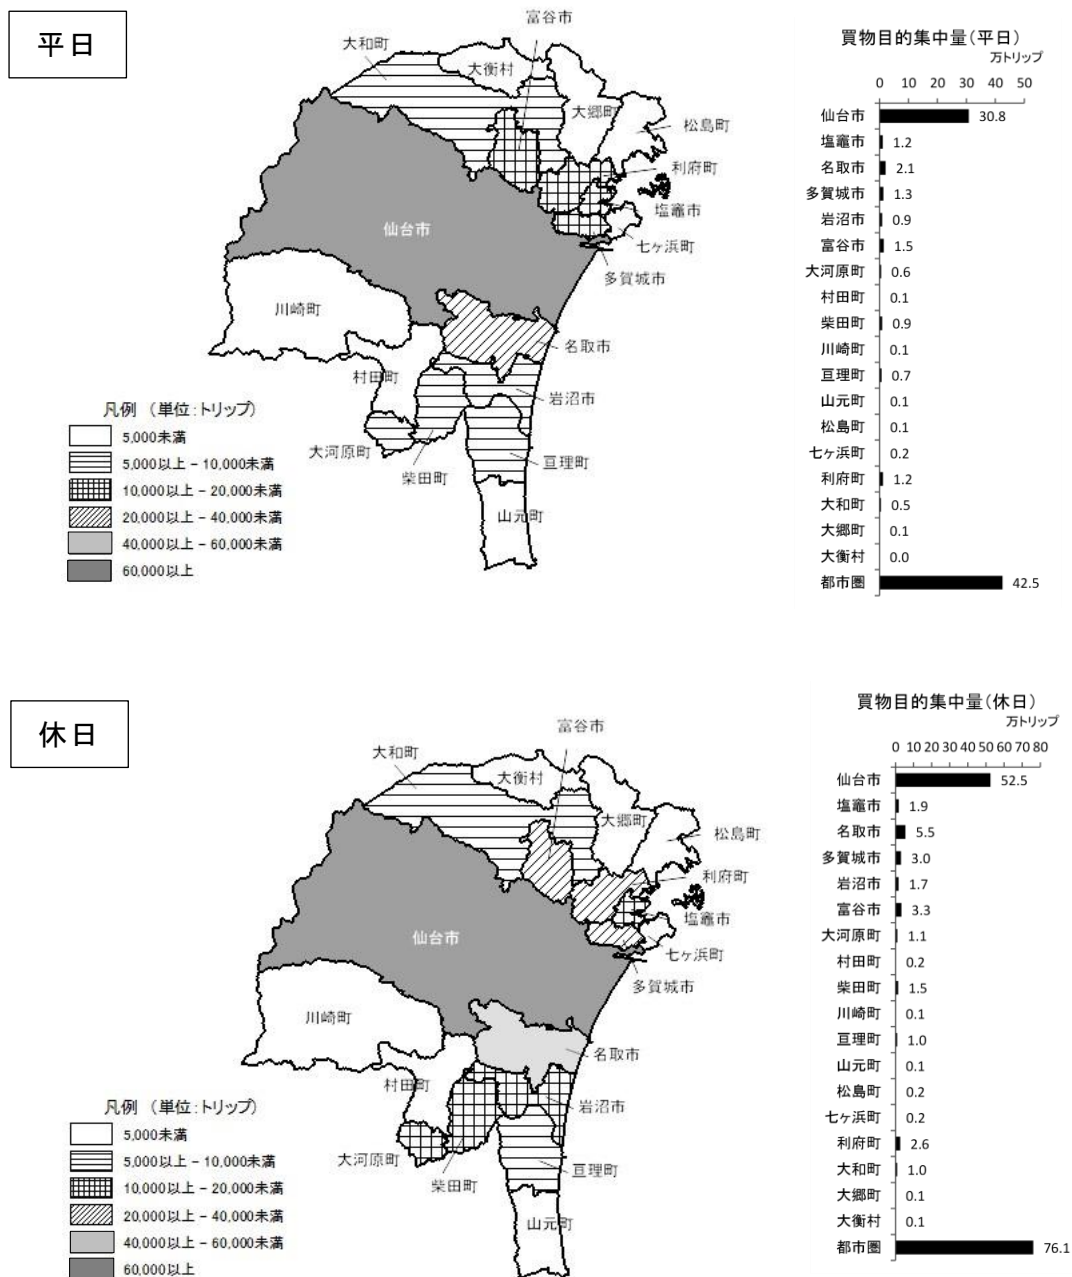 平日
富谷市
大和町
大衡村
大郷町
松島町
利府町
塩竈市
仙台市
七ヶ浜町
多賀城市
川崎町
名取市
村田町
岩沼市
大河原町
亘理町
柴田町
山元町
凡例 （単位：トリップ）
5,000未満
5,000以上－10,000未満
10,000以上－20,000未満
20,000以上－40,000未満
40,000以上－60,000未満
60,000以上
買物目的集中量（平日）
万トリップ
0 10 20 30 40 50
仙台市 30.8
塩竈市 1.2
名取市 2.1
多賀城市 1.3
岩沼市 0.9
富谷市 1.5
大河原町 0.6
村田町 0.1
柴田町 0.9
川崎町 0.1
亘理町 0.7
山元町 0.1
松島町 0.1
七ヶ浜町 0.2
利府町 1.2
大和町 0.5
大郷町 0.1
大衡村 0.0
都市圏 42.5
休日
富谷市
大和町
大衡村
大郷町
松島町
利府町
塩竈市
仙台市
七ヶ浜町
多賀城市
川崎町
名取市
村田町
岩沼市
大河原町
亘理町
柴田町
山元町
凡例 （単位：トリップ）
5,000未満
5,000以上－10,000未満
10,000以上－20,000未満
20,000以上－40,000未満
40,000以上－60,000未満
60,000以上
買物目的集中量（休日）
万トリップ
0 10 20 30 40 50 60 70 80
仙台市 52.5
塩竈市 1.9
名取市 5.5
多賀城市 3.0
岩沼市 1.7
富谷市 3.3
大河原町 1.1
村田町 0.2
柴田町 1.5
川崎町 0.1
亘理町 1.0
山元町 0.1
松島町 0.2
七ヶ浜町 0.2
利府町 2.6
大和町 1.0
大郷町 0.1
大衡村 0.1
都市圏 76.1